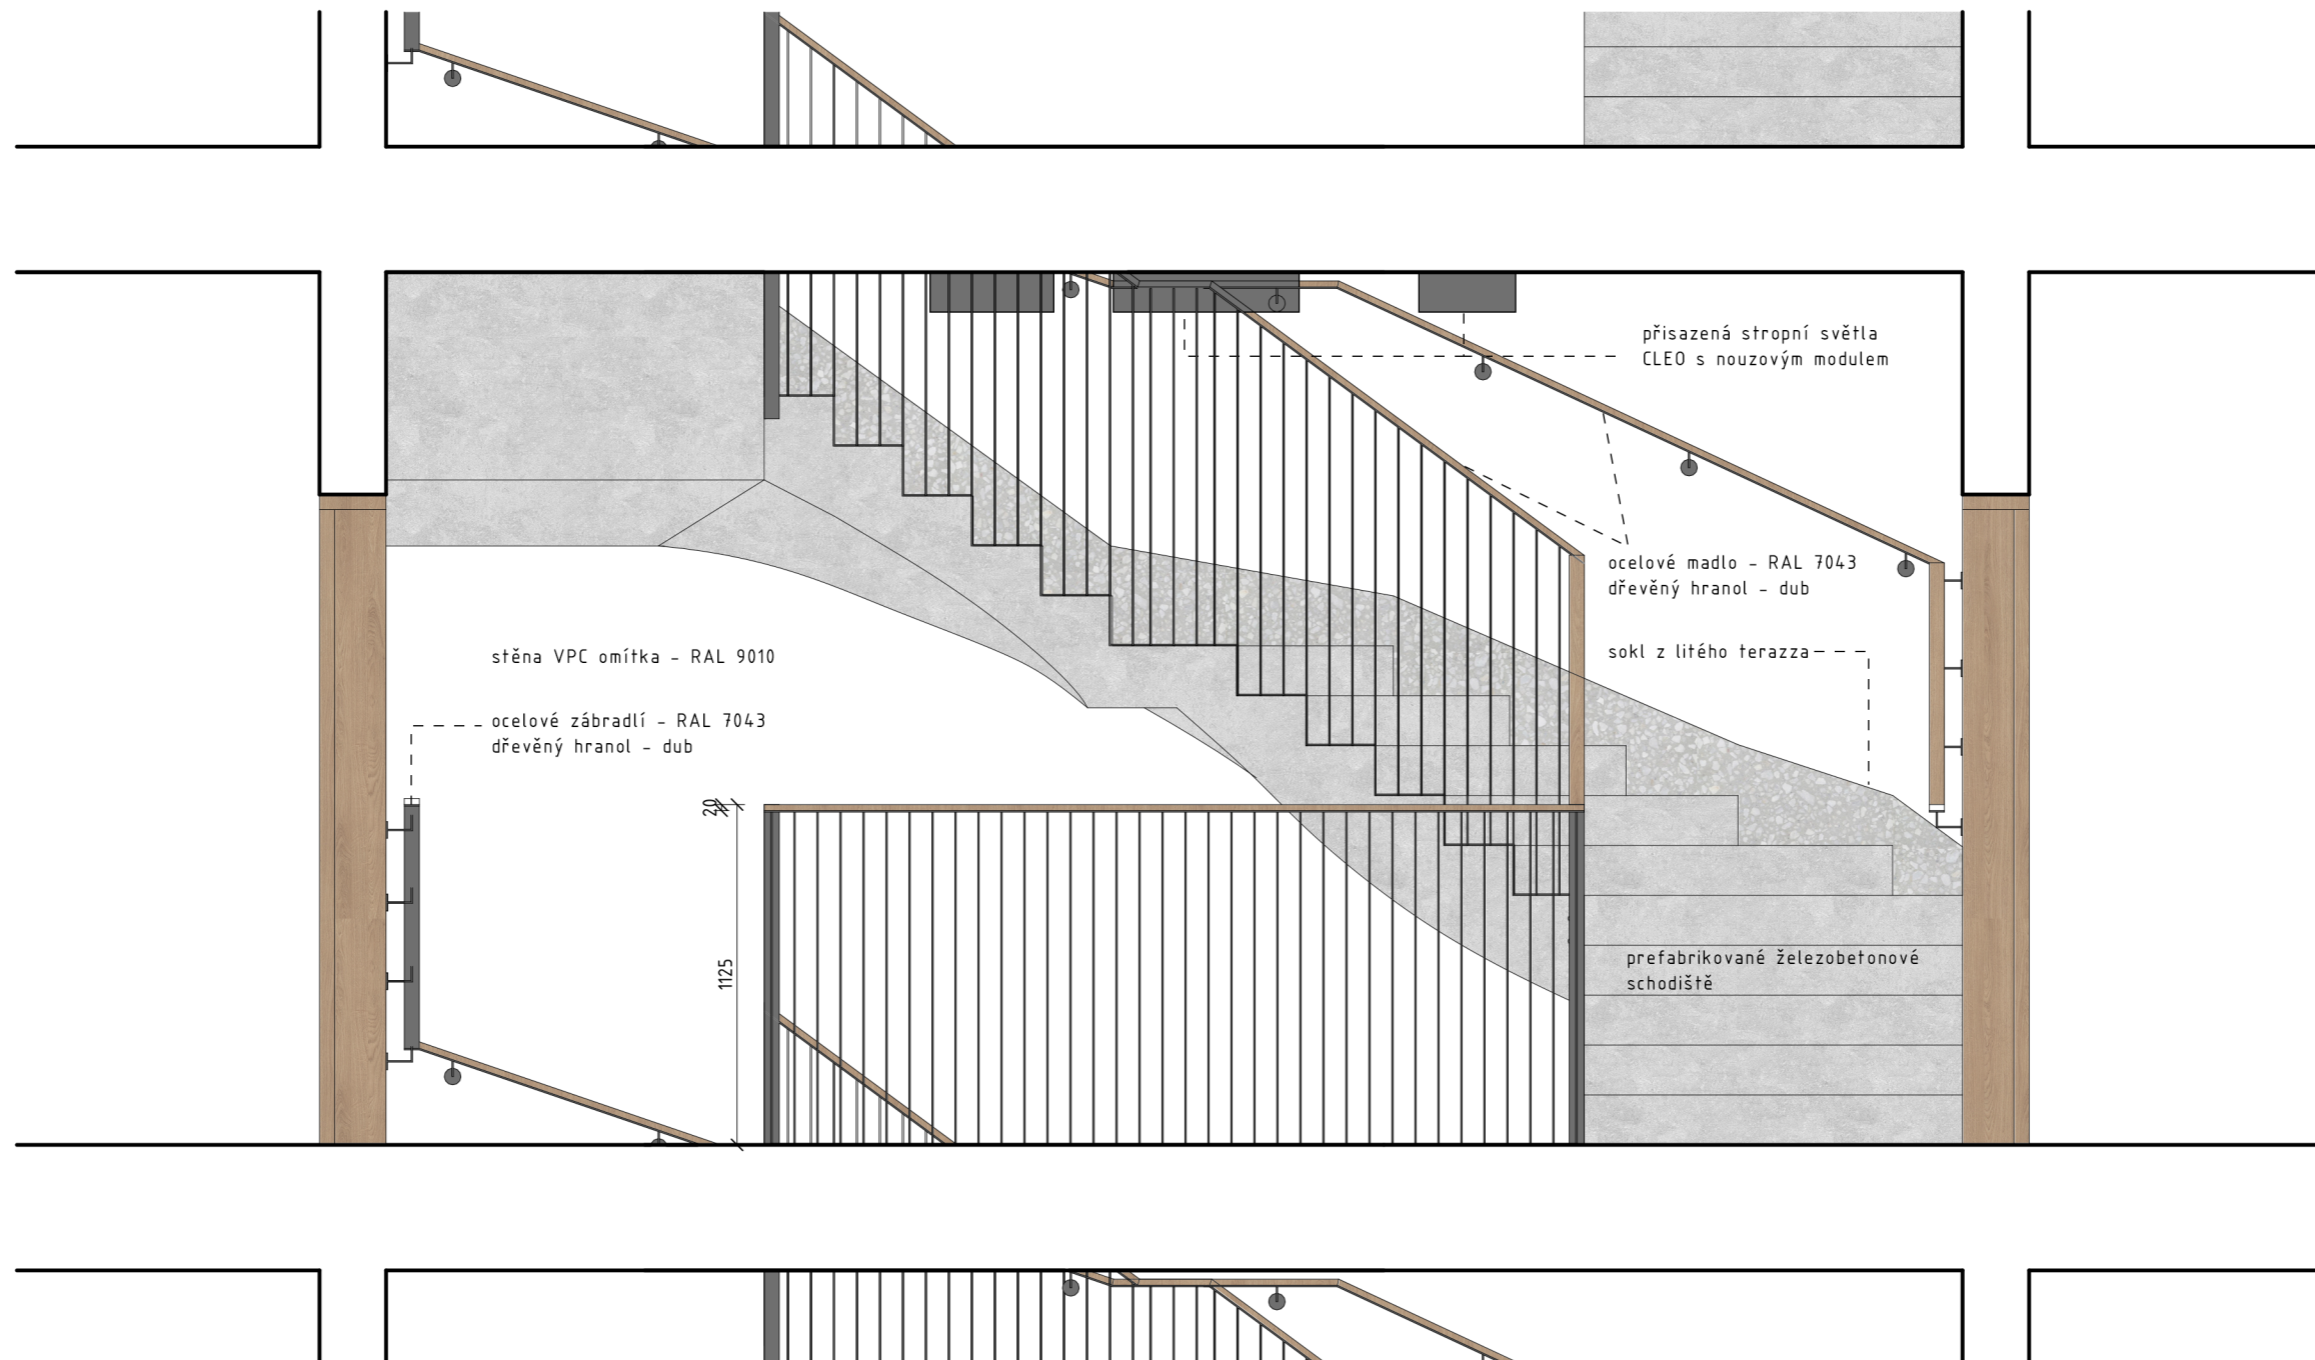 přisazená stropní světla
CLEO s nouzovým modulem
ocelové madlo - RAL 7043
dřevěný hranol - dub
sokl z litého terazza
stěna VPC omítka - RAL 9010
ocelové zábradlí - RAL 7043
dřevěný hranol - dub
20
1125
prefabrikované železobetonové
schodiště